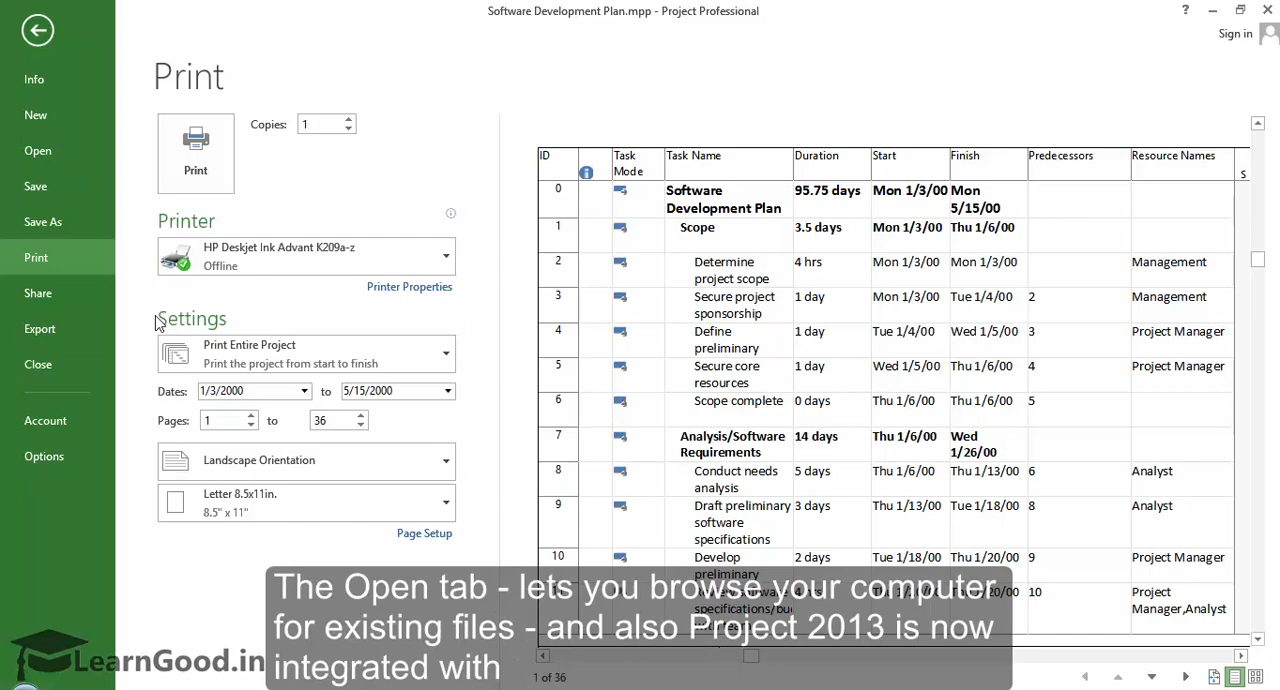 Software Development Plan.mpp - Project Professional
?
Sign in
Info
New
Open
Save
Save As
Print
Share
Export
Close
Account
Options
Print
Print
Copies: 1
Printer
HP Deskjet Ink Advant K209a-z
Offline
Printer Properties
Settings
Print Entire Project
Print the project from start to finish
Dates: 1/3/2000 to 5/15/2000
Pages: 1 to 36
Landscape Orientation
Letter 8.5x11in.
8.5" x 11"
Page Setup
ID Task Mode Task Name Duration Start Finish Predecessors Resource Names S
0 Software Development Plan 95.75 days Mon 1/3/00 Mon 5/15/00
1 Scope 3.5 days Mon 1/3/00 Thu 1/6/00
2 Determine project scope 4 hrs Mon 1/3/00 Mon 1/3/00 Management
3 Secure project sponsorship 1 day Mon 1/3/00 Tue 1/4/00 2 Management
4 Define preliminary 1 day Tue 1/4/00 Wed 1/5/00 3 Project Manager
5 Secure core resources 1 day Wed 1/5/00 Thu 1/6/00 4 Project Manager
6 Scope complete 0 days Thu 1/6/00 Thu 1/6/00 5
7 Analysis/Software Requirements 14 days Thu 1/6/00 Wed 1/26/00
8 Conduct needs analysis 5 days Thu 1/6/00 Thu 1/13/00 6 Analyst
9 Draft preliminary software specifications 3 days Thu 1/13/00 Tue 1/18/00 8 Analyst
10 Develop preliminary 2 days Tue 1/18/00 Thu 1/20/00 9 Project Manager
specifications/bu 10 Project Manager,Analyst
The Open tab - lets you browse your computer
for existing files - and also Project 2013 is now
integrated with
LearnGood.in
1 of 36